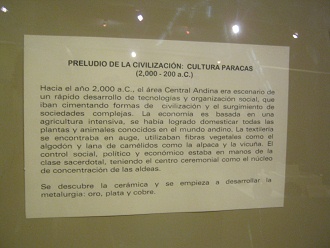 PRELUDIO DE LA CIVILIZACIÓN: CULTURA PARACAS
(2,000 - 200 a.C.)
Hacia el año 2,000 a.C., el área Central Andina era escenario de
un rápido desarrollo de tecnologías y organización social, que
iban cimentando formas de civilización y el surgimiento de
sociedades complejas. La economía es basada en una
agricultura intensiva, se había logrado domesticar todas las
plantas y animales conocidos en el mundo andino. La textilería
se encontraba en auge, utilizaban fibras vegetales como el
algodón y lana de camélidos como la alpaca y la vicuña. El
control social, político y económico estaba en manos de la
clase sacerdotal, teniendo el centro ceremonial como el núcleo
de concentración de las aldeas.
Se descubre la cerámica y se empieza a desarrollar la
metalurgia: oro, plata y cobre.